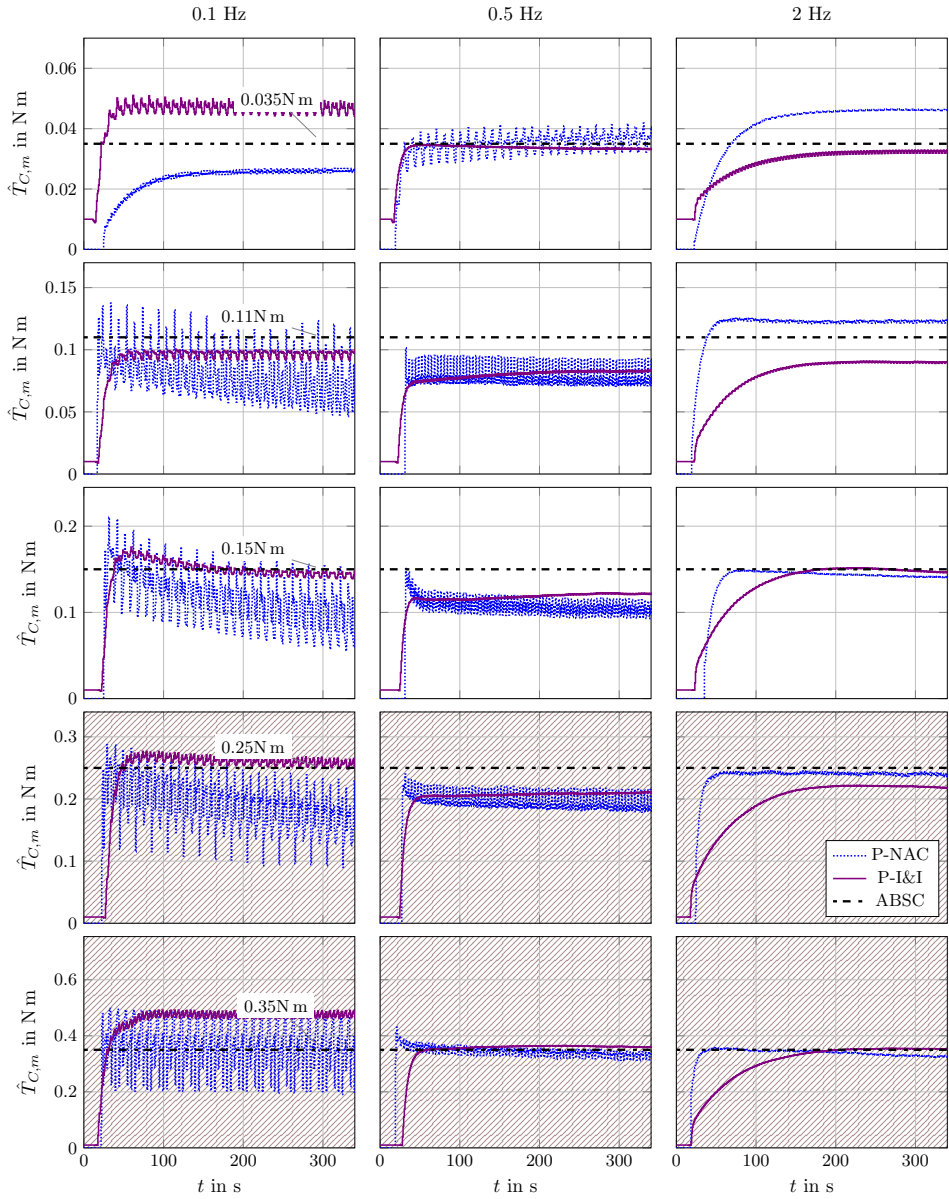 0.1 Hz 0.5 Hz 2 Hz
0.06
0.04
0.02
0
T̂C,m in N m
0.035N m
0.15
0.1
0.05
0
T̂C,m in N m
0.11N m
0.2
0.1
0
T̂C,m in N m
0.15N m
0.3
0.2
0.1
0
T̂C,m in N m
0.25N m
P-NAC
P-I&I
ABSC
0.6
0.4
0.2
0
T̂C,m in N m
0.35N m
0 100 200 300 0 100 200 300 0 100 200 300
t in s t in s t in s